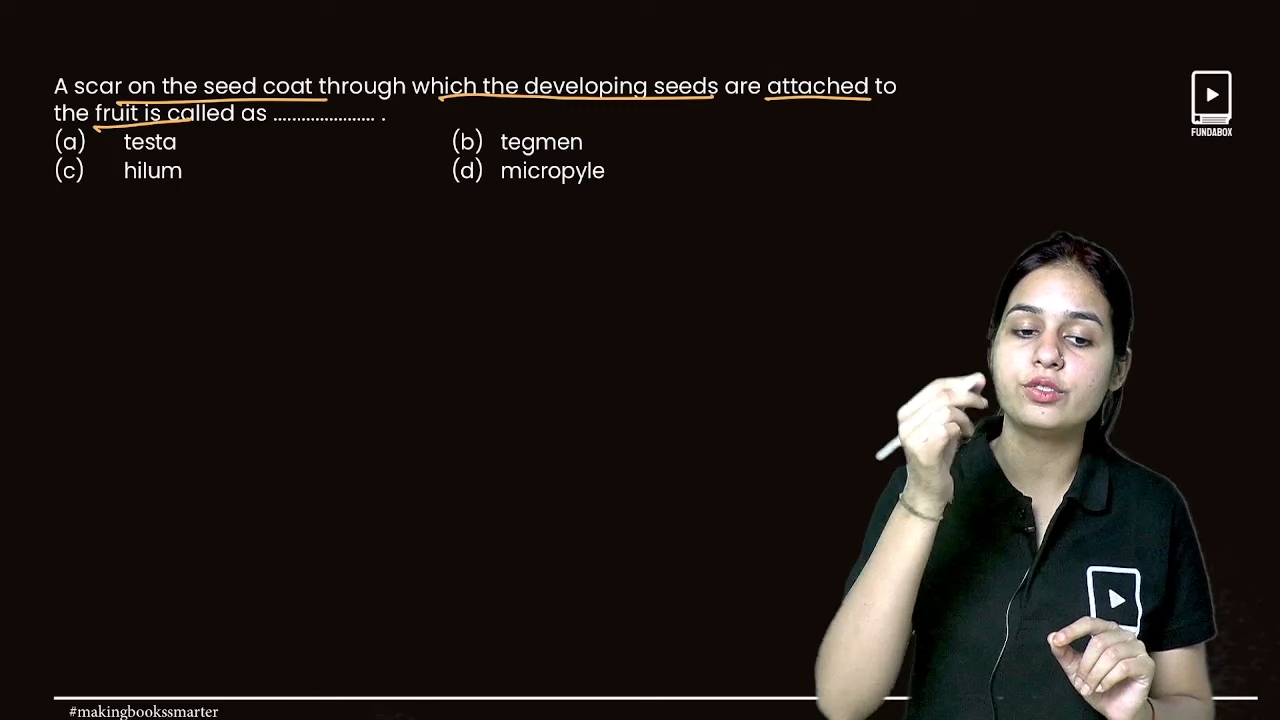 A scar on the seed coat through which the developing seeds are attached to
the fruit is called as ...................... .
(a) testa (b) tegmen
(c) hilum (d) micropyle
FUNDABOX
#makingbookssmarter